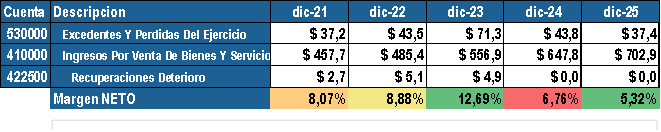 Cuenta Descripcion dic-21 dic-22 dic-23 dic-24 dic-25
530000 Excedentes Y Perdidas Del Ejercicio $ 37,2 $ 43,5 $ 71,3 $ 43,8 $ 37,4
410000 Ingresos Por Venta De Bienes Y Servicio $ 457,7 $ 485,4 $ 556,9 $ 647,8 $ 702,9
422500 Recuperaciones Deterioro $ 2,7 $ 5,1 $ 4,9 $ 0,0 $ 0,0
Margen NETO 8,07% 8,88% 12,69% 6,76% 5,32%